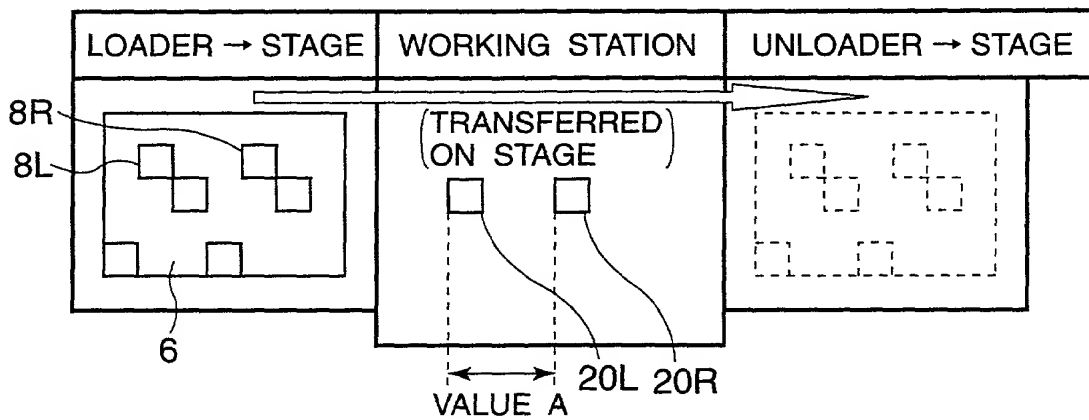 LOADER → STAGE
WORKING STATION
UNLOADER → STAGE
(TRANSFERRED
ON STAGE)
8R
8L
6
20L
20R
VALUE A